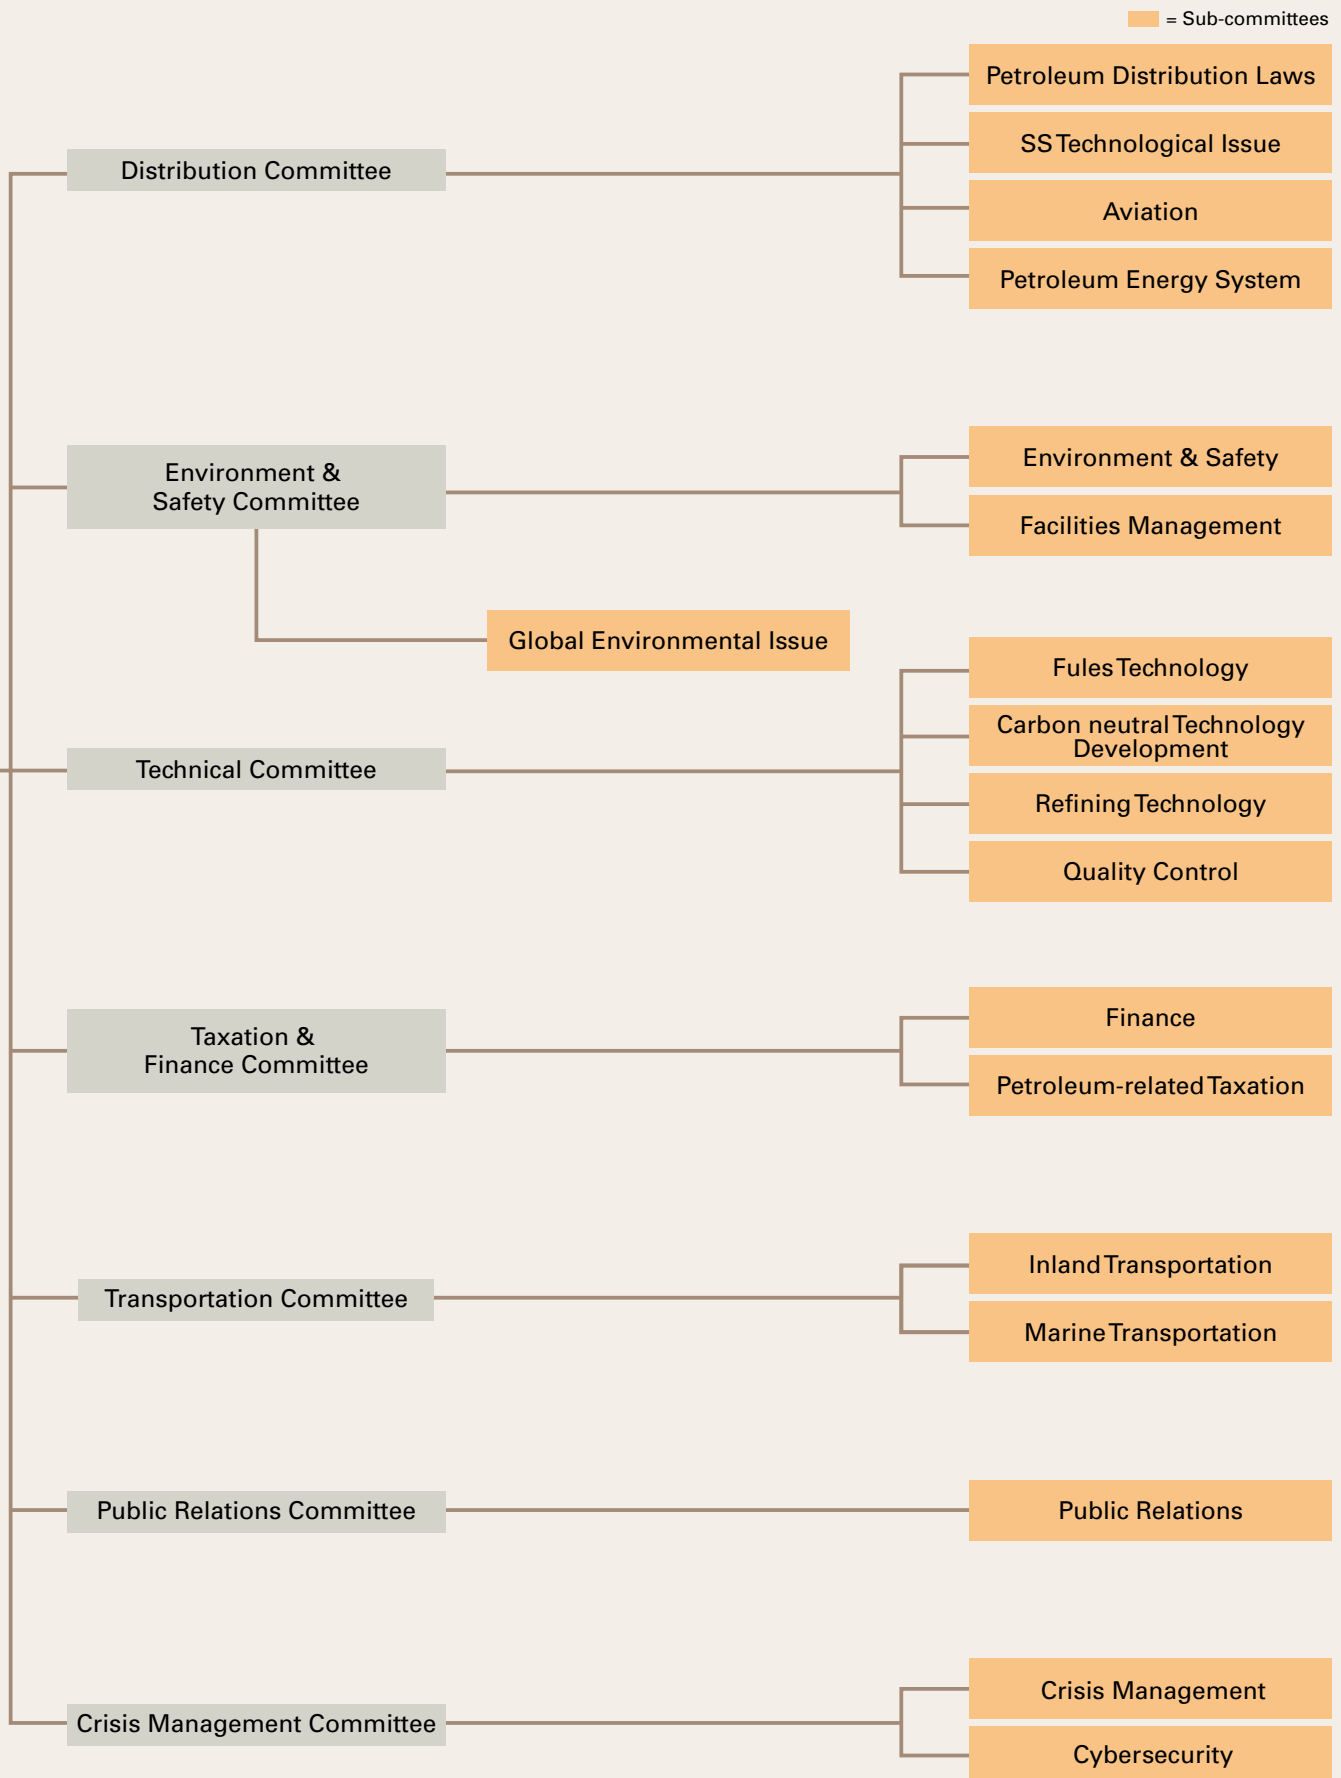 = Sub-committees
Distribution Committee
Petroleum Distribution Laws
SS Technological Issue
Aviation
Petroleum Energy System
Environment &
Safety Committee
Environment & Safety
Facilities Management
Global Environmental Issue
Technical Committee
Fules Technology
Carbon neutral Technology
Development
Refining Technology
Quality Control
Taxation &
Finance Committee
Finance
Petroleum-related Taxation
Transportation Committee
Inland Transportation
Marine Transportation
Public Relations Committee
Public Relations
Crisis Management Committee
Crisis Management
Cybersecurity